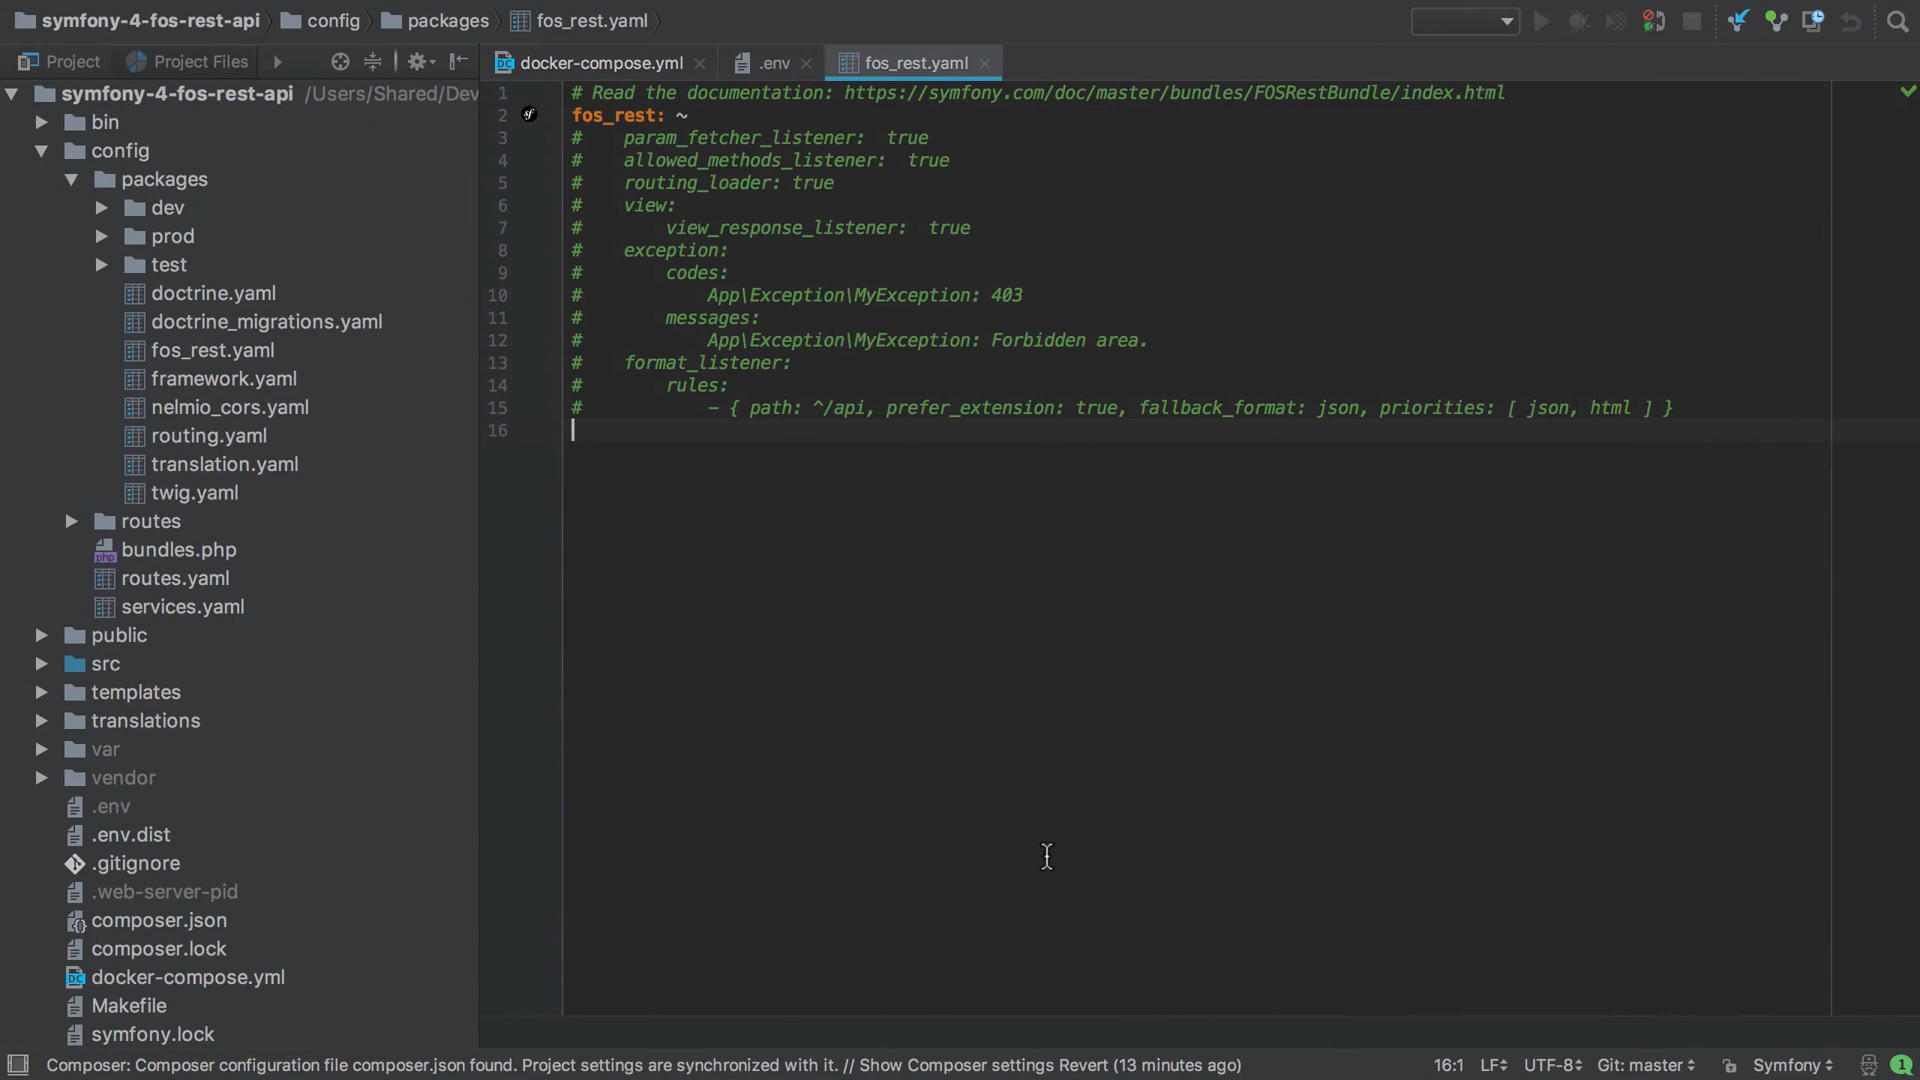 symfony-4-fos-rest-api config packages fos_rest.yaml
Project Project Files
docker-compose.yml .env fos_rest.yaml
symfony-4-fos-rest-api /Users/Shared/Dev
bin
config
packages
dev
prod
test
doctrine.yaml
doctrine_migrations.yaml
fos_rest.yaml
framework.yaml
nelmio_cors.yaml
routing.yaml
translation.yaml
twig.yaml
routes
bundles.php
routes.yaml
services.yaml
public
src
templates
translations
var
vendor
.env
.env.dist
.gitignore
.web-server-pid
composer.json
composer.lock
docker-compose.yml
Makefile
symfony.lock
1 # Read the documentation: https://symfony.com/doc/master/bundles/FOSRestBundle/index.html
2 fos_rest: ~
3 #    param_fetcher_listener:  true
4 #    allowed_methods_listener:  true
5 #    routing_loader: true
6 #    view:
7 #        view_response_listener:  true
8 #    exception:
9 #        codes:
10 #            App\Exception\MyException: 403
11 #        messages:
12 #            App\Exception\MyException: Forbidden area.
13 #    format_listener:
14 #        rules:
15 #            - { path: ^/api, prefer_extension: true, fallback_format: json, priorities: [ json, html ] }
16
Composer: Composer configuration file composer.json found. Project settings are synchronized with it. // Show Composer settings Revert (13 minutes ago) 16:1 LF UTF-8 Git: master Symfony 1